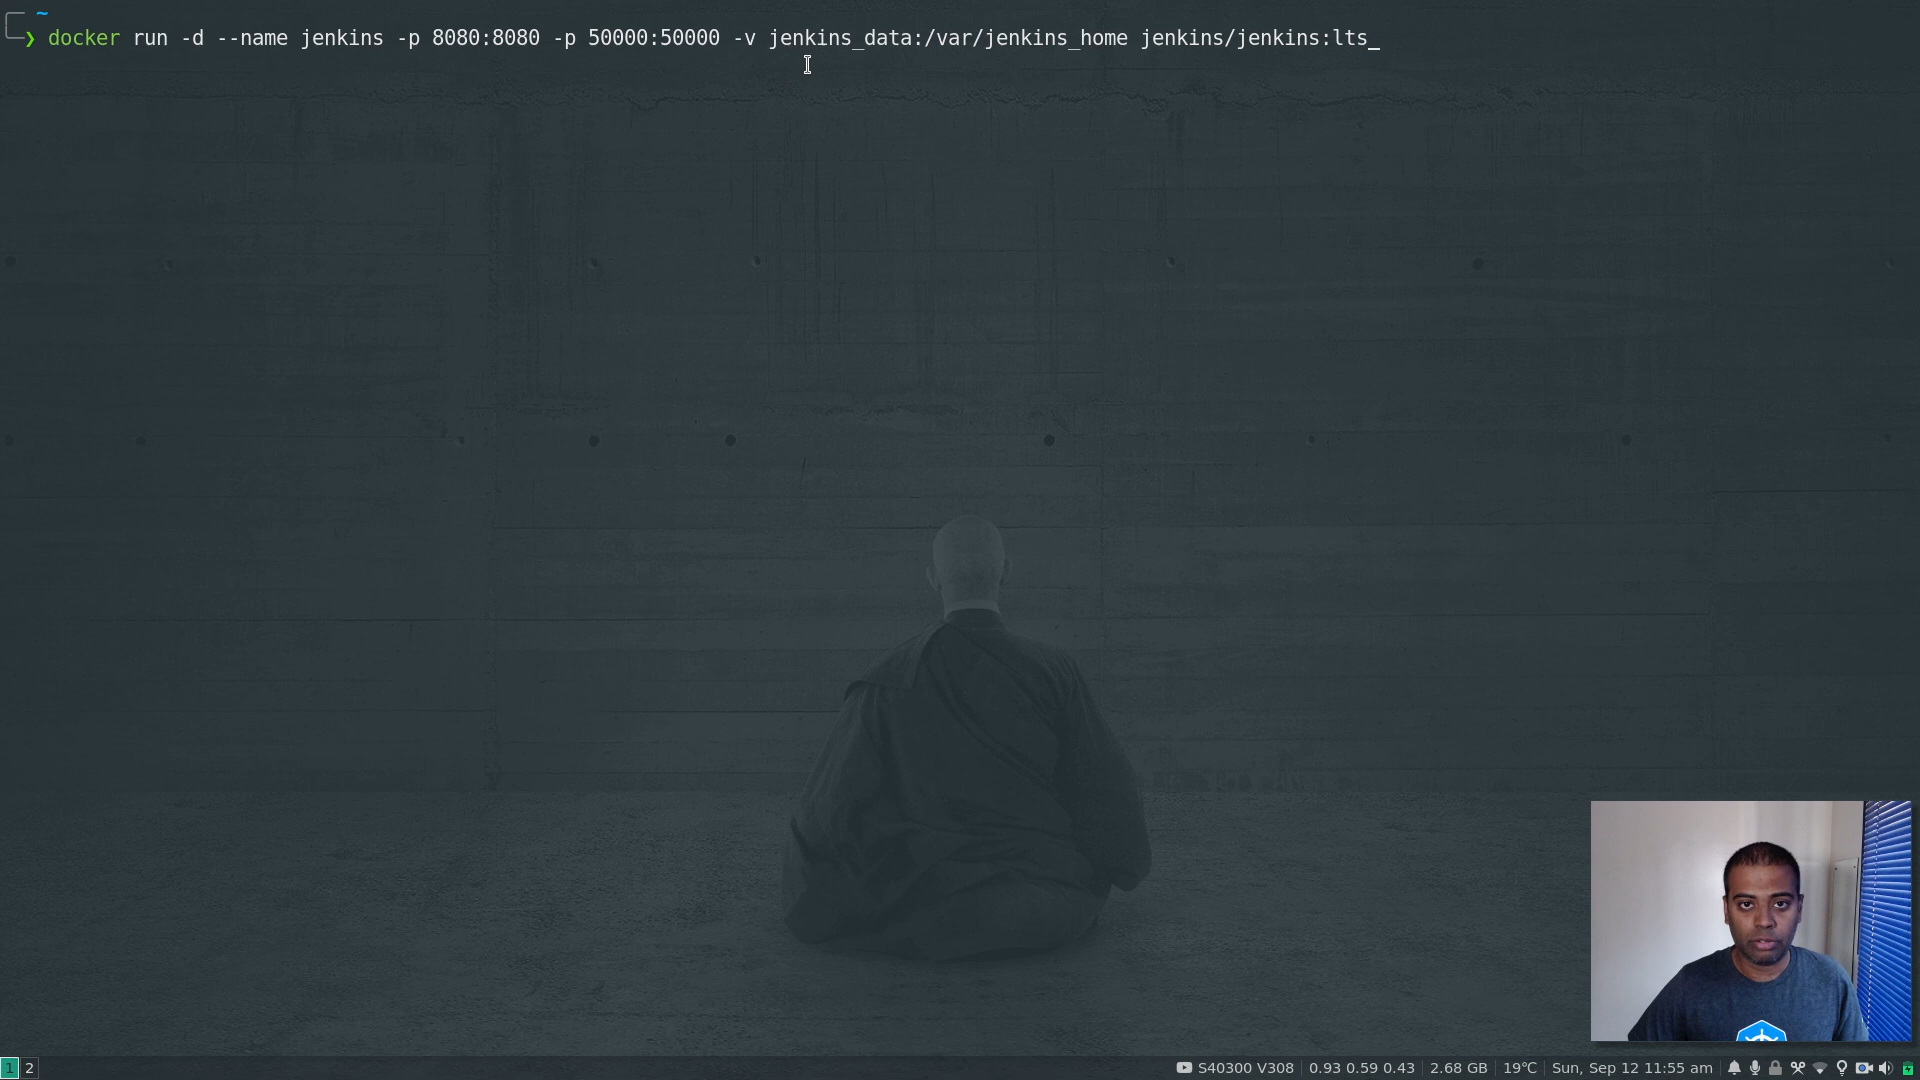 ~
❯ docker run -d --name jenkins -p 8080:8080 -p 50000:50000 -v jenkins_data:/var/jenkins_home jenkins/jenkins:lts_
1 2 S40300 V308 0.93 0.59 0.43 2.68 GB 19℃ Sun, Sep 12 11:55 am